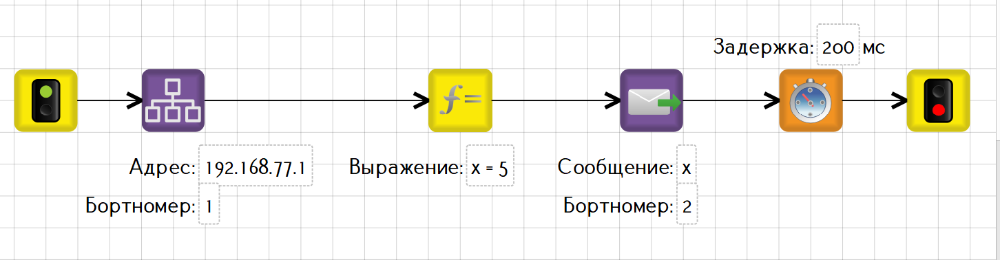 Задержка: 200 мс
f =
Адрес: 192.168.77.1
Выражение: x = 5
Сообщение: x
Бортномер: 1
Бортномер: 2